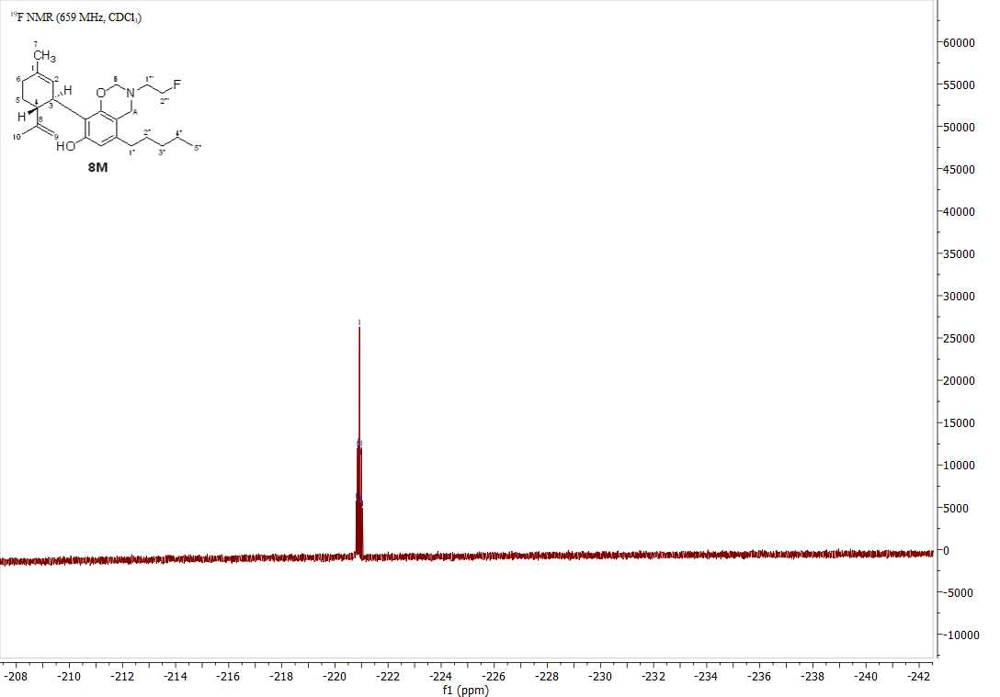 ¹⁹F NMR (659 MHz, CDCl₃)
7
CH₃
1
6 2 B 1''' F
H O N
5 3 2'''
4 A
H
8 2" 4"
10 9
HO 1" 3" 5"
8M
60000
55000
50000
45000
40000
35000
30000
25000
20000
15000
10000
5000
0
-5000
-10000
-208 -210 -212 -214 -216 -218 -220 -222 -224 -226 -228 -230 -232 -234 -236 -238 -240 -242
f1 (ppm)